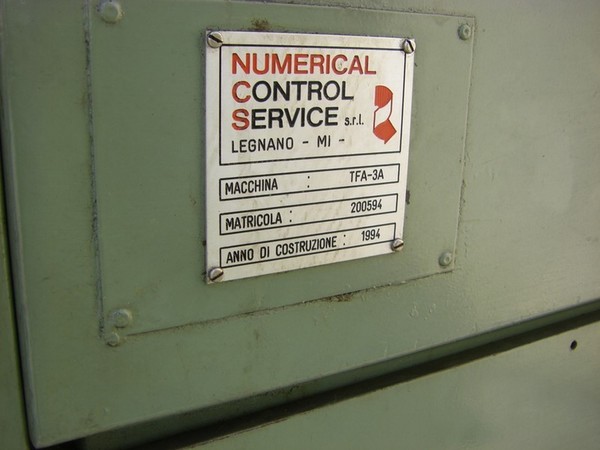 NUMERICAL
CONTROL
SERVICE s.r.l.
LEGNANO - MI -
MACCHINA : TFA-3A
MATRICOLA : 200594
ANNO DI COSTRUZIONE : 1994